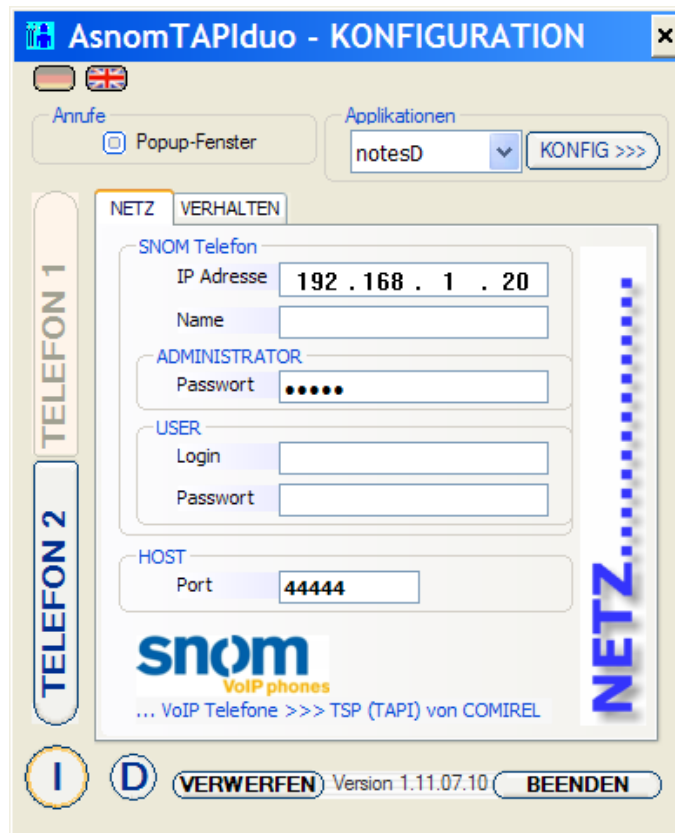 AsnomTAPIduo - KONFIGURATION
Anrufe
Popup-Fenster
Applikationen
notesD
KONFIG >>>
TELEFON 1
TELEFON 2
NETZ VERHALTEN
SNOM Telefon
IP Adresse 192 . 168 . 1 . 20
Name
ADMINISTRATOR
Passwort •••••
USER
Login
Passwort
HOST
Port 44444
NETZ...............
snom
VoIP phones
... VoIP Telefone >>> TSP (TAPI) von COMIREL
I D VERWERFEN Version 1.11.07.10 BEENDEN